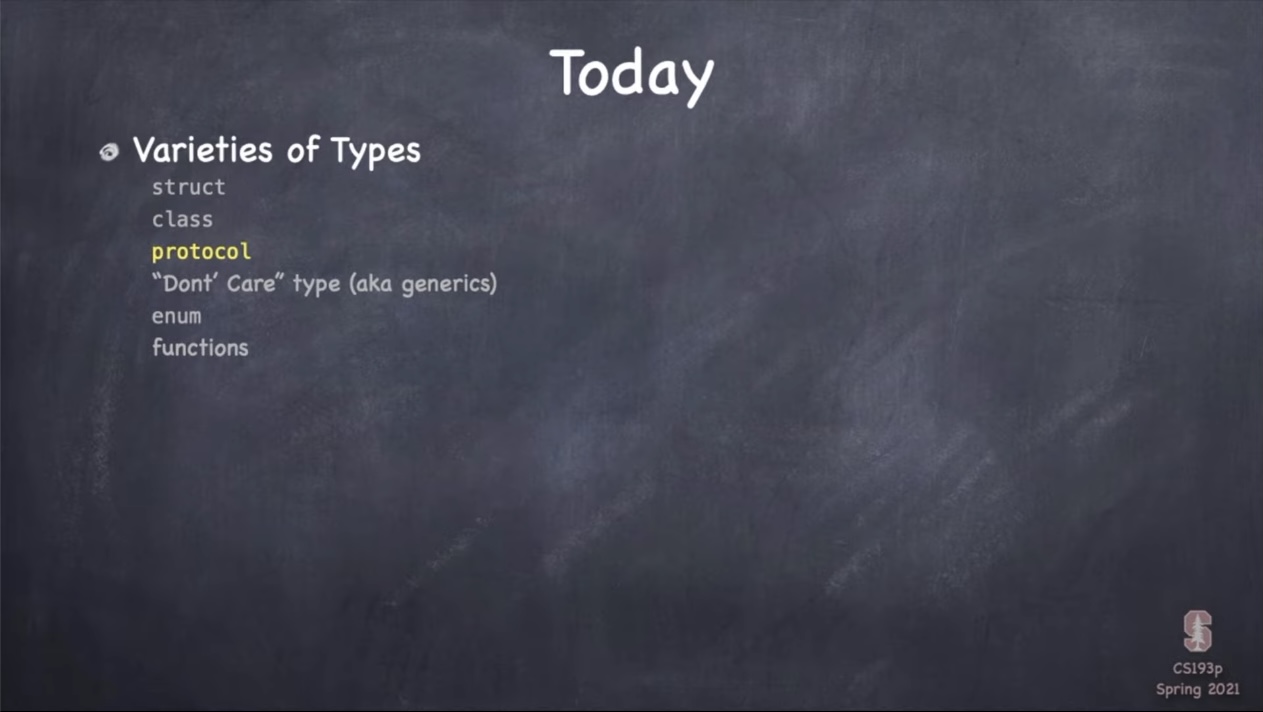 Today
Varieties of Types
struct
class
protocol
“Dont’ Care” type (aka generics)
enum
functions
S
CS193p
Spring 2021